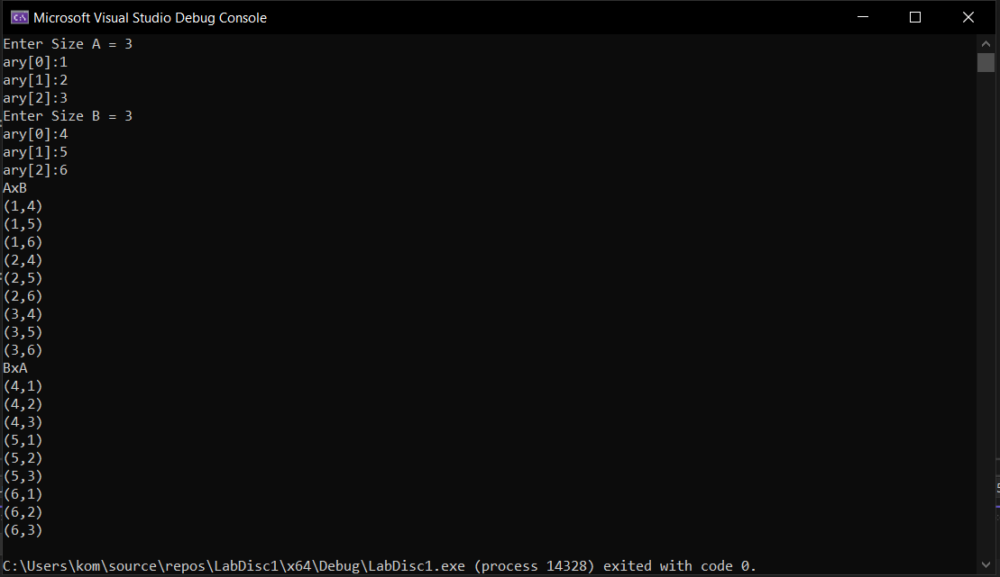 Microsoft Visual Studio Debug Console
Enter Size A = 3
ary[0]:1
ary[1]:2
ary[2]:3
Enter Size B = 3
ary[0]:4
ary[1]:5
ary[2]:6
AxB
(1,4)
(1,5)
(1,6)
(2,4)
(2,5)
(2,6)
(3,4)
(3,5)
(3,6)
BxA
(4,1)
(4,2)
(4,3)
(5,1)
(5,2)
(5,3)
(6,1)
(6,2)
(6,3)
C:\Users\kom\source\repos\LabDisc1\x64\Debug\LabDisc1.exe (process 14328) exited with code 0.